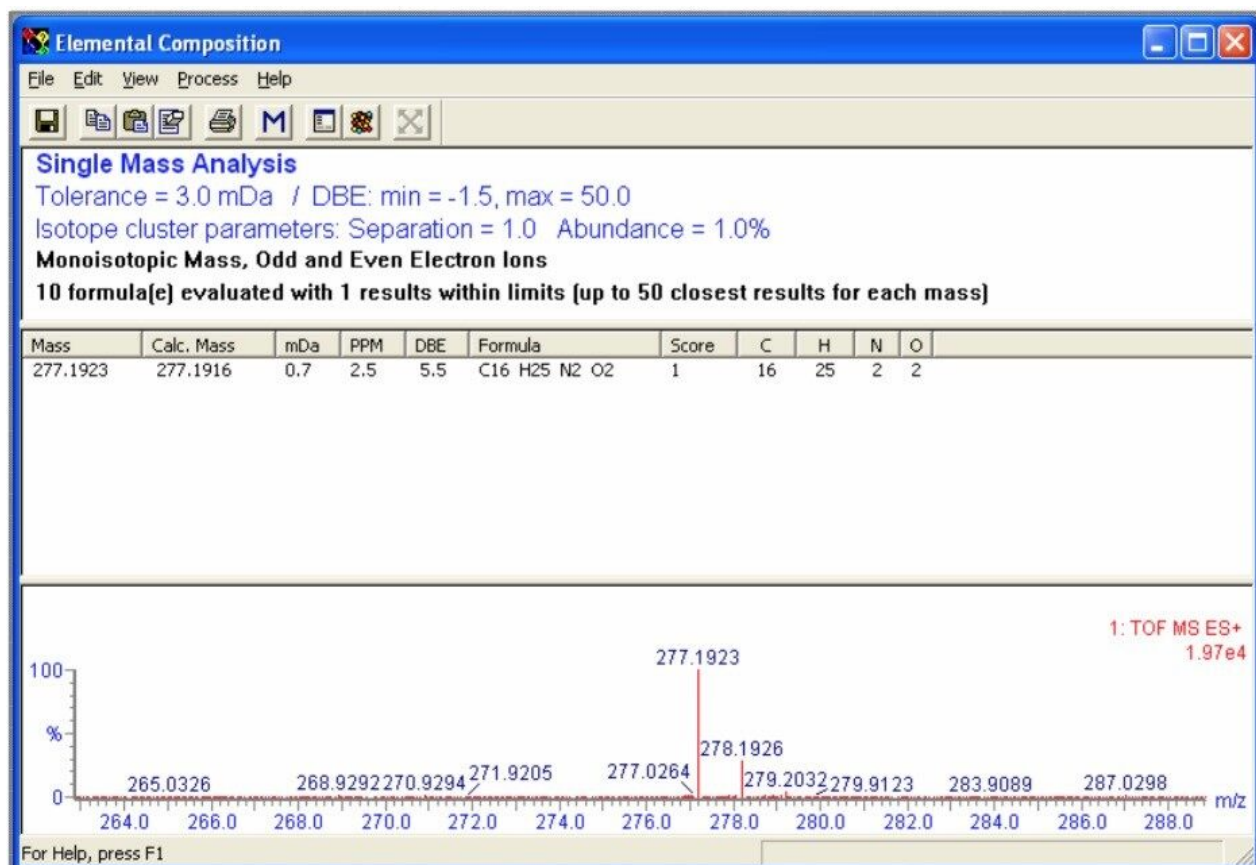 Elemental Composition
File Edit View Process Help
M
Single Mass Analysis
Tolerance = 3.0 mDa / DBE: min = -1.5, max = 50.0
Isotope cluster parameters: Separation = 1.0 Abundance = 1.0%
Monoisotopic Mass, Odd and Even Electron Ions
10 formula(e) evaluated with 1 results within limits (up to 50 closest results for each mass)
Mass Calc. Mass mDa PPM DBE Formula Score C H N O
277.1923 277.1916 0.7 2.5 5.5 C16 H25 N2 O2 1 16 25 2 2
1: TOF MS ES+
1.97e4
277.1923
100
%
278.1926
265.0326 268.9292 270.9294 271.9205 277.0264 279.2032 279.9123 283.9089 287.0298
0
m/z
264.0 266.0 268.0 270.0 272.0 274.0 276.0 278.0 280.0 282.0 284.0 286.0 288.0
For Help, press F1